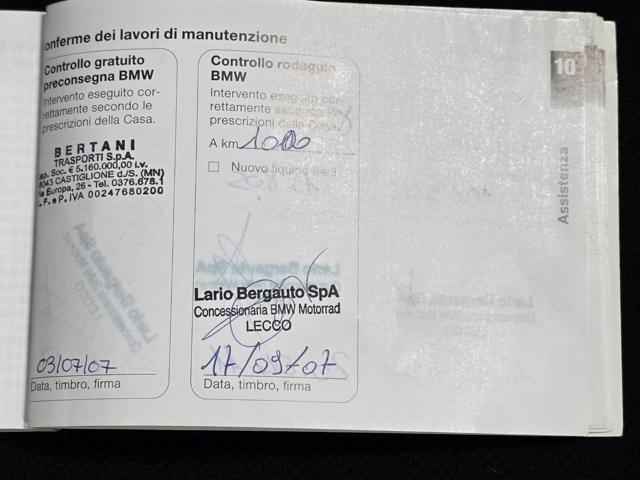 onferme dei lavori di manutenzione
Controllo gratuito
preconsegna BMW
Intervento eseguito cor-
rettamente secondo le
prescrizioni della Casa.
BERTANI
TRASPORTI S.p.A.
ap. Soc. € 5.160.000,00 i.v.
6043 CASTIGLIONE d./S. (MN)
ia Europa, 26 - Tel. 0376.678.1
. F. e P. IVA 00247680200
03/07/07
Data, timbro, firma
Controllo rodaggio
BMW
Intervento eseguito cor-
rettamente secondo le
prescrizioni della Casa.
A km 1000
☐ Nuovo liquido freni
Lario Bergauto SpA
Concessionaria BMW Motorrad
LECCO
17/09/07
Data, timbro, firma
10
Assistenza